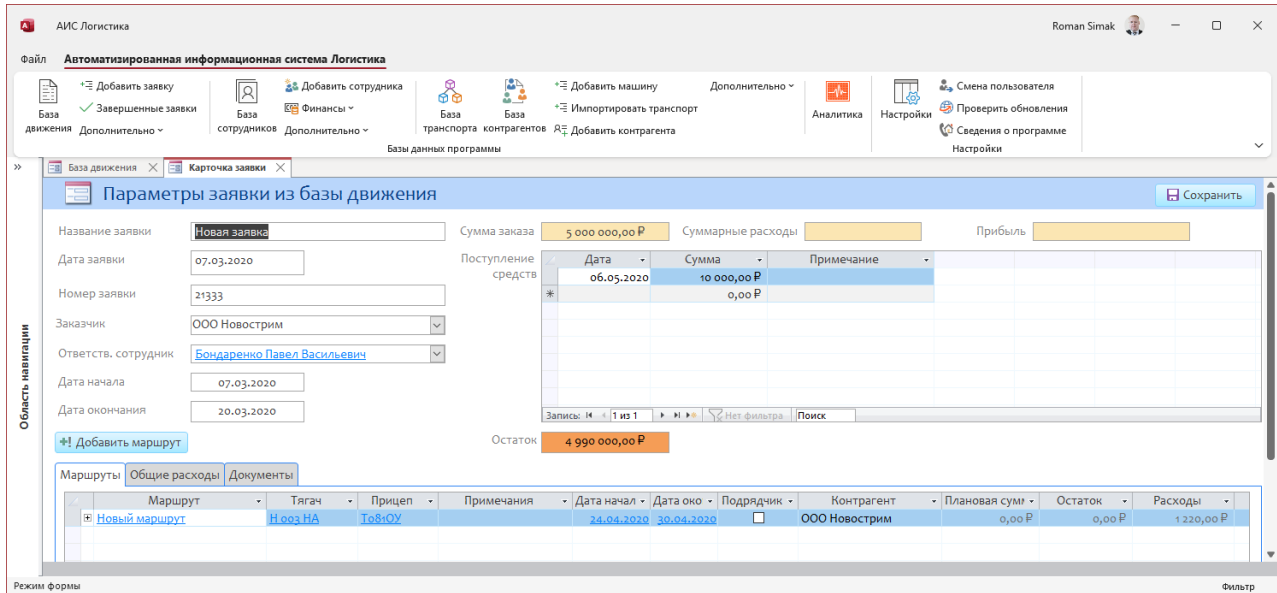 АИС Логистика
Roman Simak
Файл Автоматизированная информационная система Логистика
База движения
Добавить заявку
Завершенные заявки
Дополнительно
База сотрудников
Добавить сотрудника
Финансы
Дополнительно
База транспорта
База контрагентов
Добавить машину
Импортировать транспорт
Добавить контрагента
Дополнительно
Аналитика
Настройки
Смена пользователя
Проверить обновления
Сведения о программе
Базы данных программы
Настройки
База движения
Карточка заявки
Область навигации
Параметры заявки из базы движения
Сохранить
Название заявки Новая заявка
Сумма заказа 5 000 000,00 ₽
Суммарные расходы
Прибыль
Дата заявки 07.03.2020
Номер заявки 21333
Заказчик ООО Новострим
Ответств. сотрудник Бондаренко Павел Васильевич
Дата начала 07.03.2020
Дата окончания 20.03.2020
Поступление средств
Дата Сумма Примечание
06.05.2020 10 000,00 ₽
0,00 ₽
Запись: 1 из 1 Нет фильтра Поиск
Добавить маршрут
Остаток 4 990 000,00 ₽
Маршруты Общие расходы Документы
Маршрут Тягач Прицеп Примечания Дата начал Дата око Подрядчик Контрагент Плановая сумм Остаток Расходы
Новый маршрут Н 003 НА То81ОУ 24.04.2020 30.04.2020 ООО Новострим 0,00 ₽ 0,00 ₽ 1 220,00 ₽
Режим формы
Фильтр